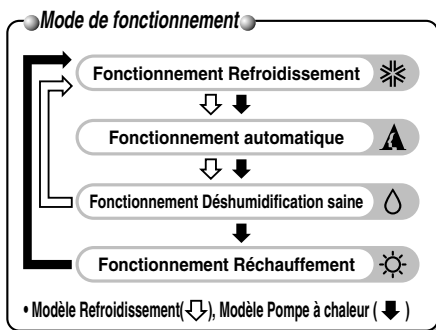 Mode de fonctionnement
Fonctionnement Refroidissement
Fonctionnement automatique
Fonctionnement Déshumidification saine
Fonctionnement Réchauffement
• Modèle Refroidissement(⇩), Modèle Pompe à chaleur (🡇)